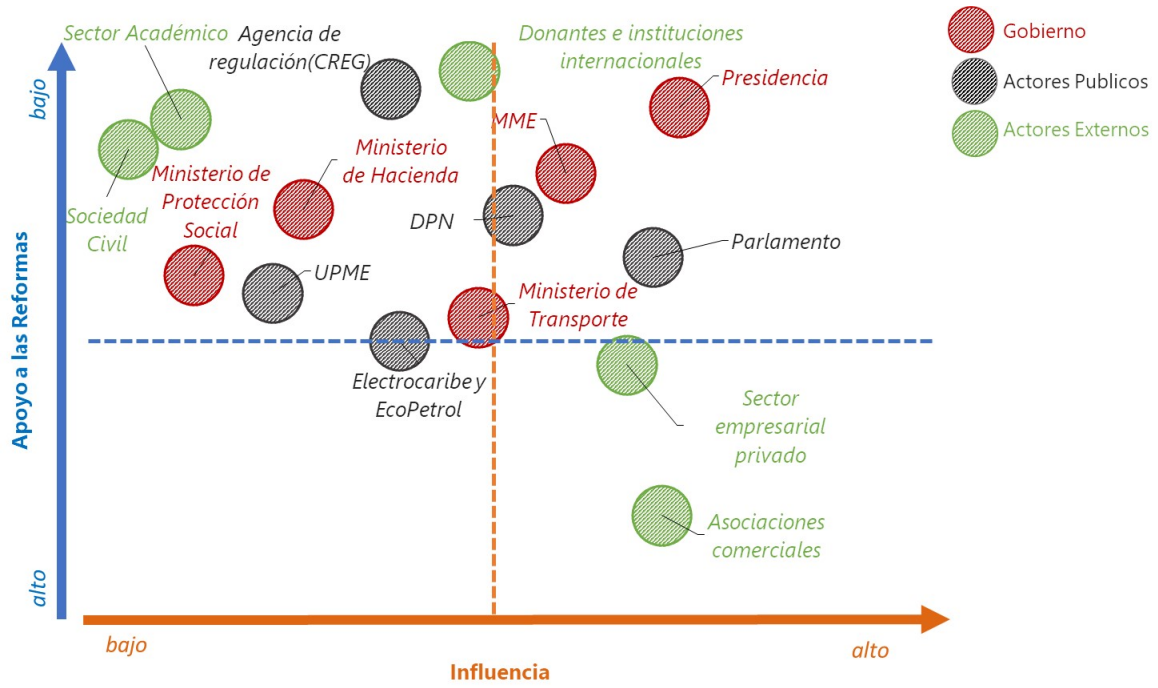 Sector Académico
Agencia de
regulación(CREG)
Donantes e instituciones
internacionales
Presidencia
MME
Ministerio
de Hacienda
Ministerio de
Protección
Social
Sociedad
Civil
DPN
Parlamento
UPME
Ministerio de
Transporte
Electrocaribe y
EcoPetrol
Sector
empresarial
privado
Asociaciones
comerciales
Gobierno
Actores Publicos
Actores Externos
bajo
Apoyo a las Reformas
alto
bajo
alto
Influencia